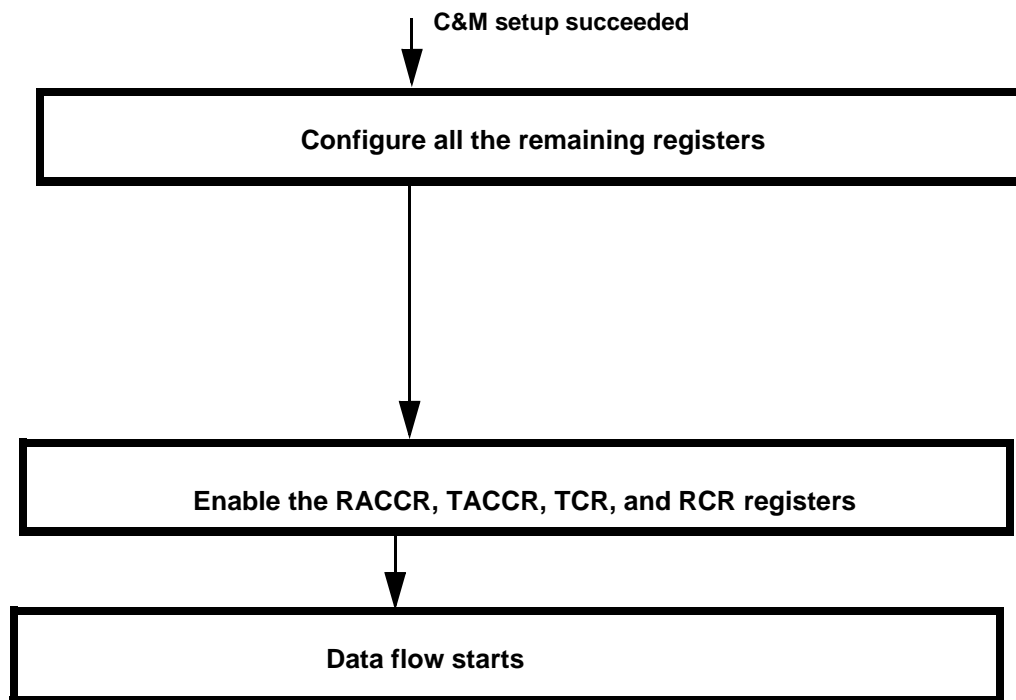 C&M setup succeeded
Configure all the remaining registers
Enable the RACCR, TACCR, TCR, and RCR registers
Data flow starts